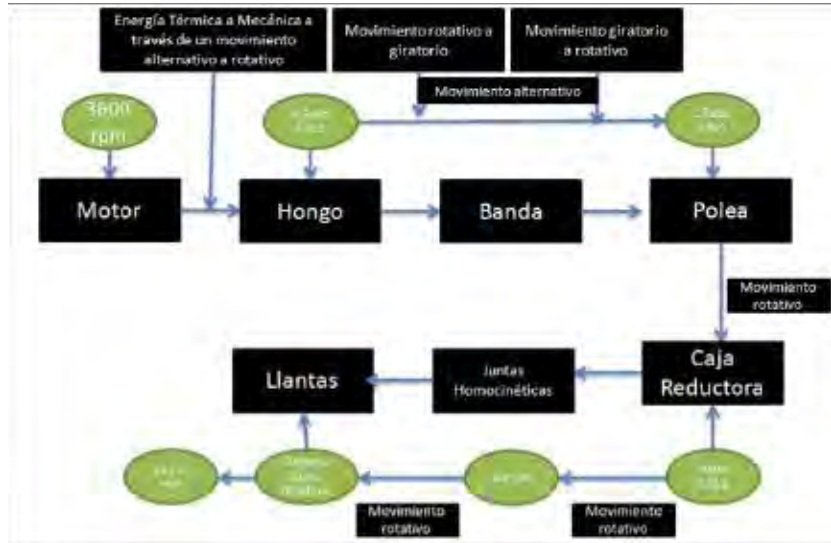 Energía Térmica a Mecánica a
través de un movimiento
alternativo a rotativo
Movimiento rotativo a
giratorio
Movimiento giratorio
a rotativo
Movimiento alternativo
3600
rpm
Motor
Hongo
Banda
Polea
Movimiento
rotativo
Llantas
Juntas
Homocinéticas
Caja
Reductora
Movimiento
rotativo
Movimiento
rotativo